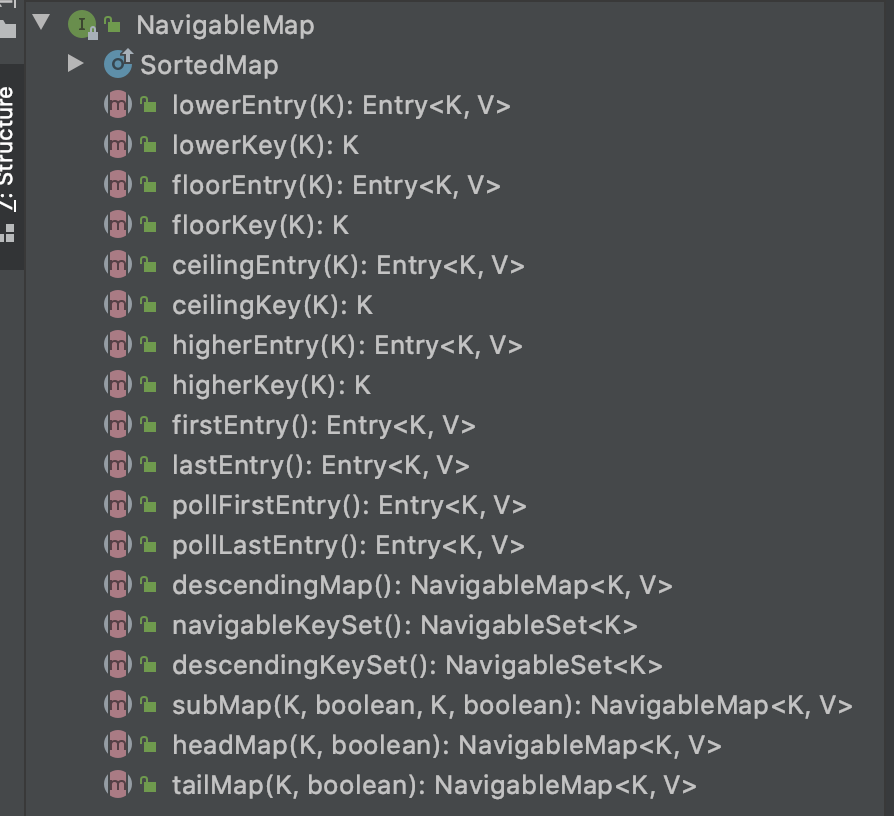 NavigableMap
SortedMap
lowerEntry(K): Entry<K, V>
lowerKey(K): K
floorEntry(K): Entry<K, V>
floorKey(K): K
ceilingEntry(K): Entry<K, V>
ceilingKey(K): K
higherEntry(K): Entry<K, V>
higherKey(K): K
firstEntry(): Entry<K, V>
lastEntry(): Entry<K, V>
pollFirstEntry(): Entry<K, V>
pollLastEntry(): Entry<K, V>
descendingMap(): NavigableMap<K, V>
navigableKeySet(): NavigableSet<K>
descendingKeySet(): NavigableSet<K>
subMap(K, boolean, K, boolean): NavigableMap<K, V>
headMap(K, boolean): NavigableMap<K, V>
tailMap(K, boolean): NavigableMap<K, V>
7: Structure